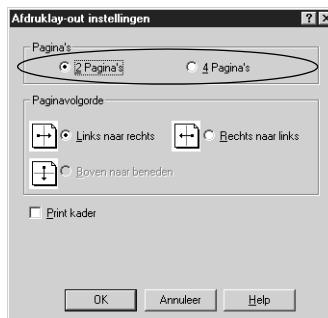 Afdruklay-out instellingen
Pagina's
2 Pagina's 4 Pagina's
Paginavolgorde
Links naar rechts Rechts naar links
Boven naar beneden
Print kader
OK Annuleer Help